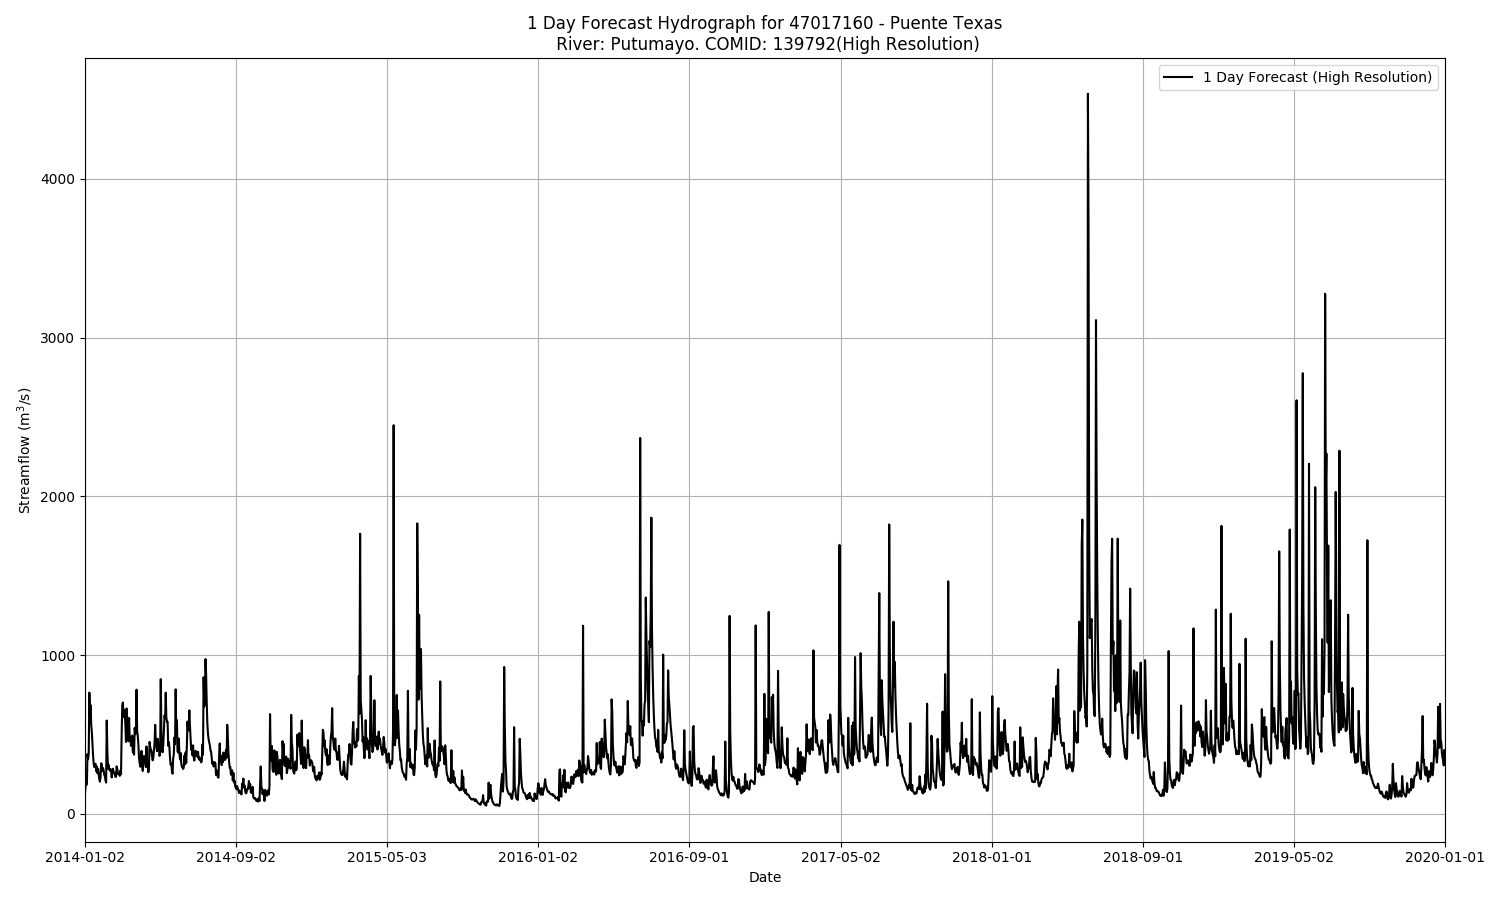 1 Day Forecast Hydrograph for 47017160 - Puente Texas
River: Putumayo. COMID: 139792(High Resolution)
1 Day Forecast (High Resolution)
4000
3000
2000
1000
0
Streamflow (m³/s)
2014-01-02 2014-09-02 2015-05-03 2016-01-02 2016-09-01 2017-05-02 2018-01-01 2018-09-01 2019-05-02 2020-01-01
Date